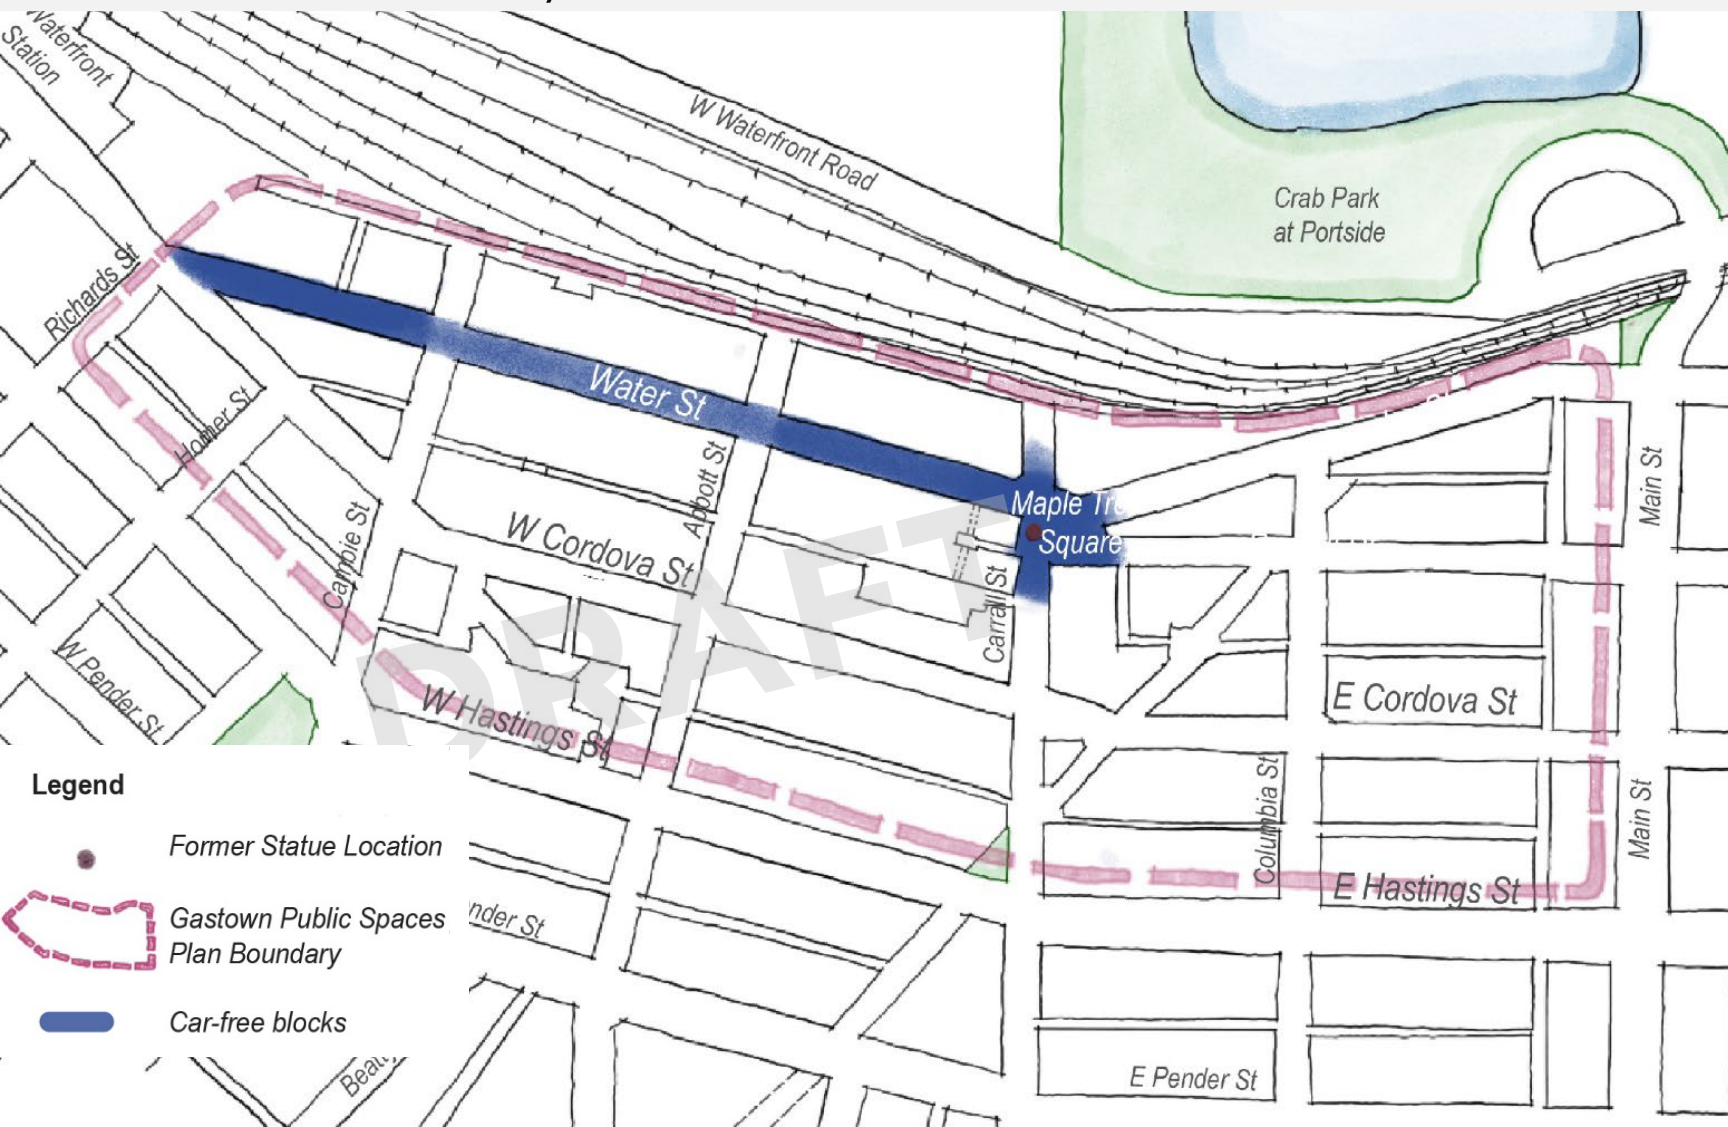 Waterfront
Station
W Waterfront Road
Crab Park
at Portside
Richards St
Homer St
Water St
Abbott St
Maple Tre
Square
Main St
W Cordova St
Cambie St
Carrall St
W Pender St
W Hastings St
E Cordova St
DRAFT
Columbia St
Main St
E Hastings St
Legend
Former Statue Location
Gastown Public Spaces
Plan Boundary
Car-free blocks
nder St
Beatty
E Pender St